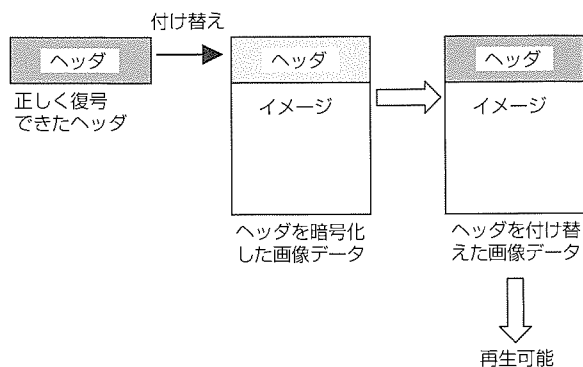 付け替え
ヘッダ
正しく復号
できたヘッダ
ヘッダ
イメージ
ヘッダを暗号化
した画像データ
ヘッダ
イメージ
ヘッダを付け替
えた画像データ
再生可能